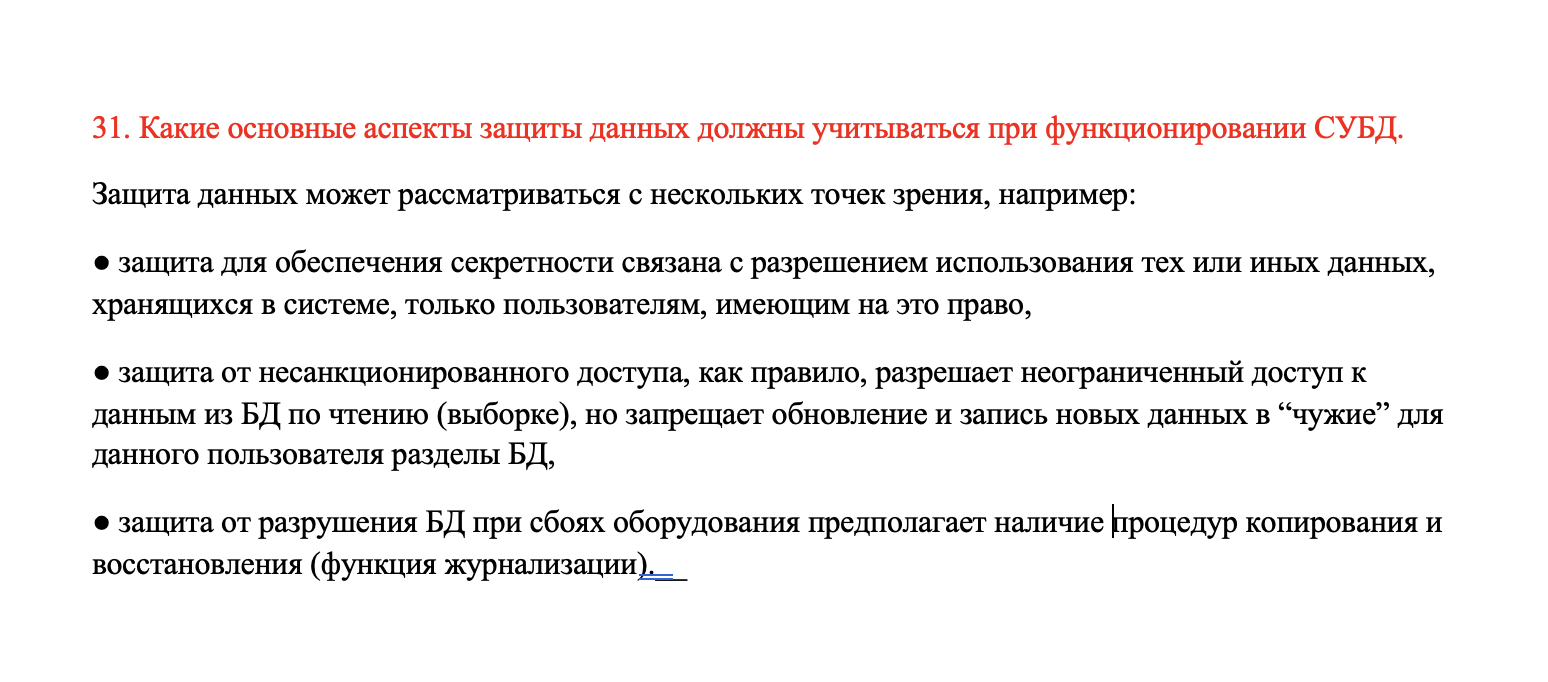 31. Какие основные аспекты защиты данных должны учитываться при функционировании СУБД.
Защита данных может рассматриваться с нескольких точек зрения, например:
● защита для обеспечения секретности связана с разрешением использования тех или иных данных,
хранящихся в системе, только пользователям, имеющим на это право,
● защита от несанкционированного доступа, как правило, разрешает неограниченный доступ к
данным из БД по чтению (выборке), но запрещает обновление и запись новых данных в “чужие” для
данного пользователя разделы БД,
● защита от разрушения БД при сбоях оборудования предполагает наличие процедур копирования и
восстановления (функция журнализации).__